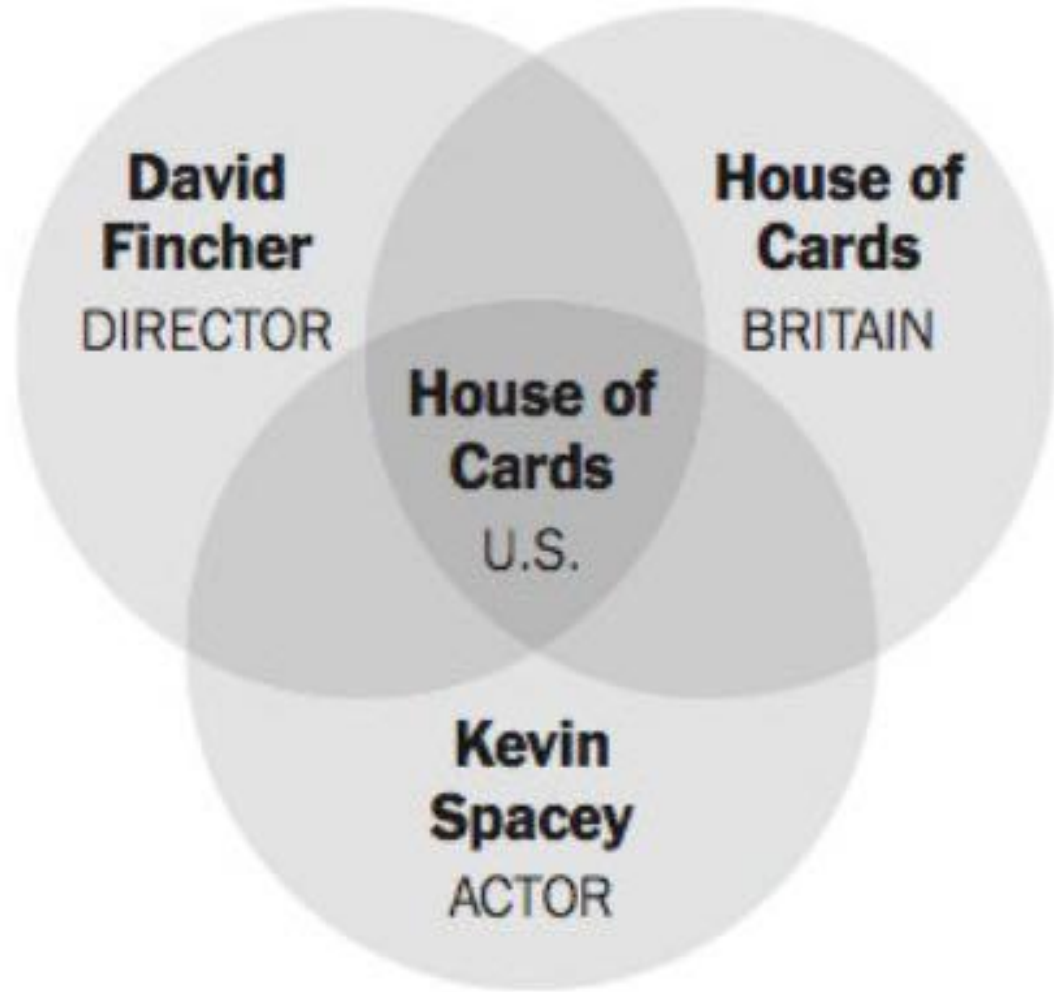 David
Fincher
DIRECTOR
House of
Cards
BRITAIN
House of
Cards
U.S.
Kevin
Spacey
ACTOR